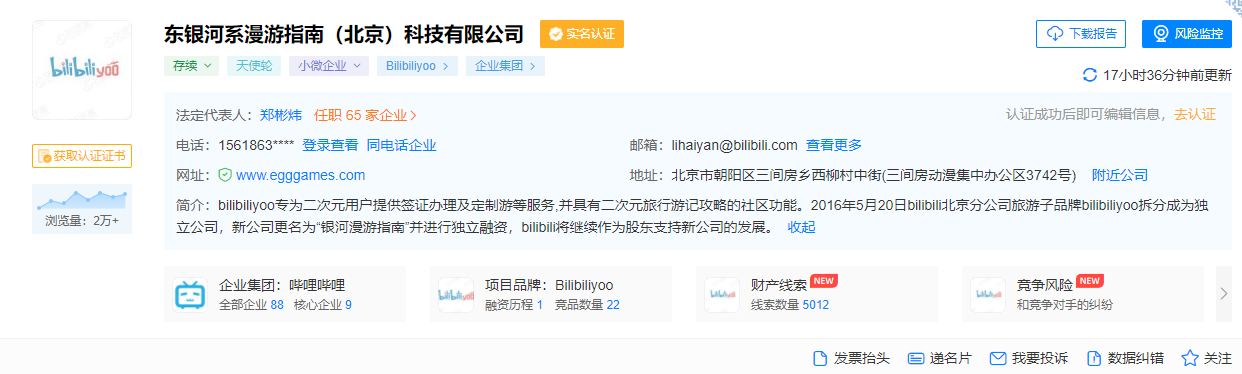 bilibiliyoo
东银河系漫游指南（北京）科技有限公司
实名认证
下载报告
风险监控
存续
天使轮
小微企业
Bilibiliyoo
企业集团
17小时36分钟前更新
法定代表人：郑彬炜 任职 65 家企业
认证成功后即可编辑信息，去认证
电话：1561863**** 登录查看 同电话企业
邮箱：lihaiyan@bilibili.com 查看更多
获取认证证书
网址：www.egggames.com
地址：北京市朝阳区三间房乡西柳村中街(三间房动漫集中办公区3742号) 附近公司
浏览量：2万+
简介：bilibiliyoo专为二次元用户提供签证办理及定制游等服务,并具有二次元旅行游记攻略的社区功能。2016年5月20日bilibili北京分公司旅游子品牌bilibiliyoo拆分成为独
立公司，新公司更名为“银河漫游指南”并进行独立融资，bilibili将继续作为股东支持新公司的发展。 收起
企业集团：哔哩哔哩
全部企业 88 核心企业 9
bilibiliyoo
项目品牌：Bilibiliyoo
融资历程 1 竞品数量 22
bilibiliyoo
财产线索 NEW
线索数量 5012
bilibiliyoo
竞争风险 NEW
和竞争对手的纠纷
发票抬头
递名片
我要投诉
数据纠错
关注